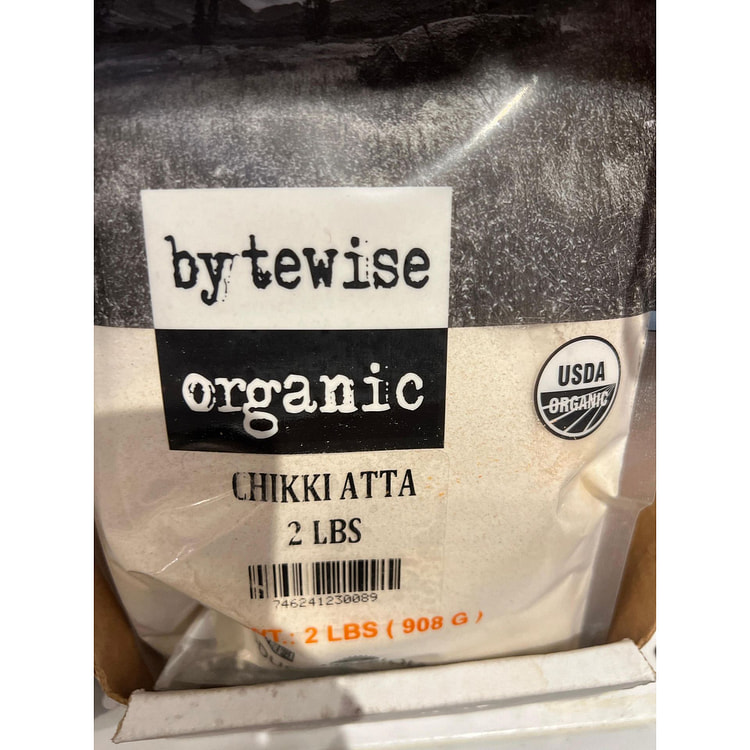 bytewise
organic
USDA
ORGANIC
CHIKKI ATTA
2 LBS
746241230089
2 LBS ( 908 G )